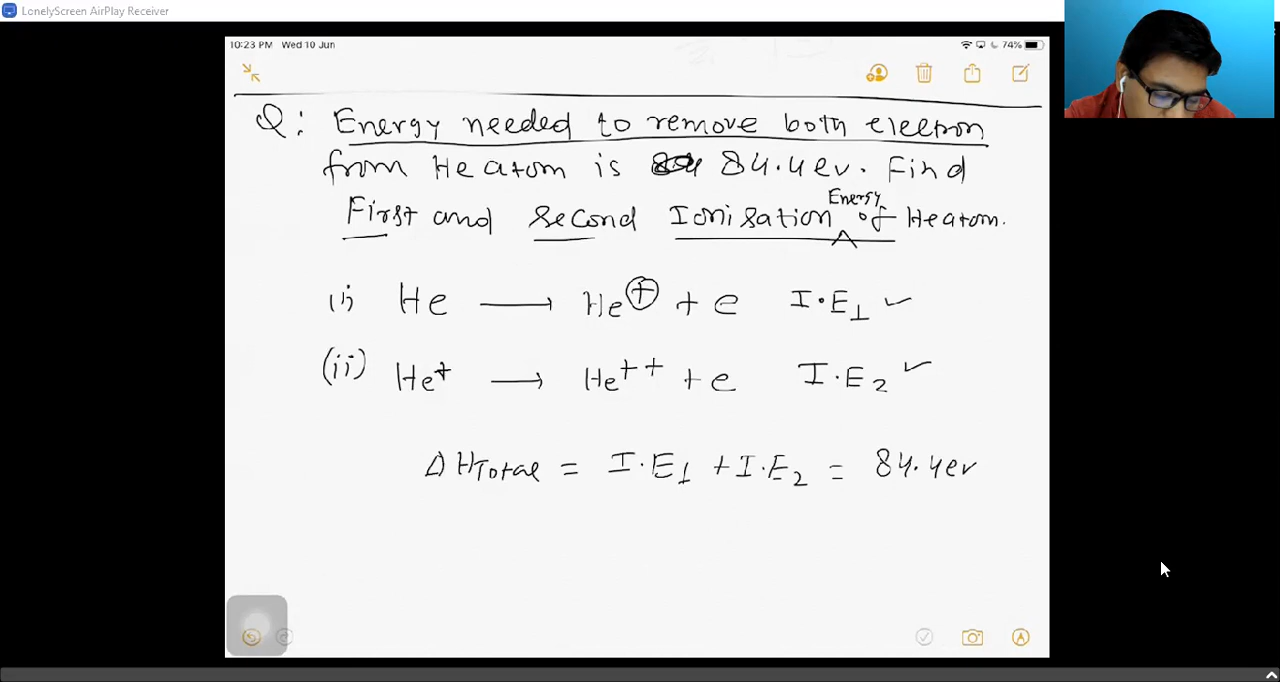 LonelyScreen AirPlay Receiver
10:23 PM Wed 10 Jun
74%
Q: Energy needed to remove both electron
from He atom is 84.4ev. Find
First and second Ionisation Energy of He atom.
(i) He → He⊕ + e I.E₁ ✓
(ii) He⁺ → He⁺⁺ + e I.E₂ ✓
ΔH_Total = I.E₁ + I.E₂ = 84.4ev